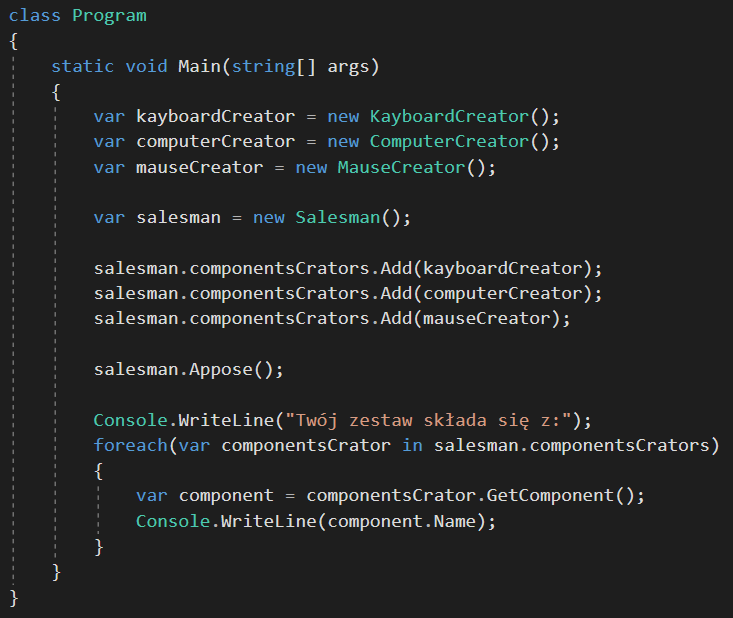 class Program
{
    static void Main(string[] args)
    {
        var kayboardCreator = new KayboardCreator();
        var computerCreator = new ComputerCreator();
        var mauseCreator = new MauseCreator();

        var salesman = new Salesman();

        salesman.componentsCrators.Add(kayboardCreator);
        salesman.componentsCrators.Add(computerCreator);
        salesman.componentsCrators.Add(mauseCreator);

        salesman.Appose();

        Console.WriteLine("Twój zestaw składa się z:");
        foreach(var componentsCrator in salesman.componentsCrators)
        {
            var component = componentsCrator.GetComponent();
            Console.WriteLine(component.Name);
        }
    }
}